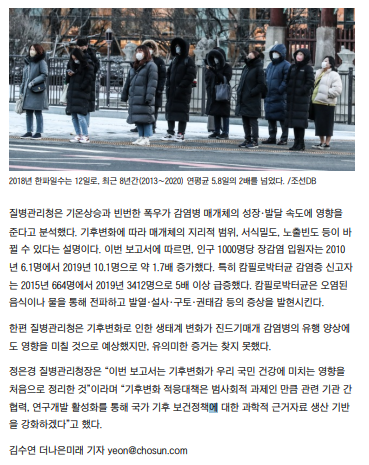 2018년 한파일수는 12일로, 최근 8년간(2013~2020) 연평균 5.8일의 2배를 넘었다. /조선DB
질병관리청은 기온상승과 빈번한 폭우가 감염병 매개체의 성장·발달 속도에 영향을
준다고 분석했다. 기후변화에 따라 매개체의 지리적 범위, 서식밀도, 노출빈도 등이 바
뀔 수 있다는 설명이다. 이번 보고서에 따르면, 인구 1000명당 장감염 입원자는 2010
년 6.1명에서 2019년 10.1명으로 약 1.7배 증가했다. 특히 캄필로박터균 감염증 신고자
는 2015년 664명에서 2019년 3412명으로 5배 이상 급증했다. 캄필로박터균은 오염된
음식이나 물을 통해 전파하고 발열·설사·구토·권태감 등의 증상을 발현시킨다.
한편 질병관리청은 기후변화로 인한 생태계 변화가 진드기매개 감염병의 유행 양상에
도 영향을 미칠 것으로 예상했지만, 유의미한 증거는 찾지 못했다.
정은경 질병관리청장은 “이번 보고서는 기후변화가 우리 국민 건강에 미치는 영향을
처음으로 정리한 것”이라며 “기후변화 적응대책은 범사회적 과제인 만큼 관련 기관 간
협력, 연구개발 활성화를 통해 국가 기후 보건정책에 대한 과학적 근거자료 생산 기반
을 강화하겠다”고 했다.
김수연 더나은미래 기자 yeon@chosun.com